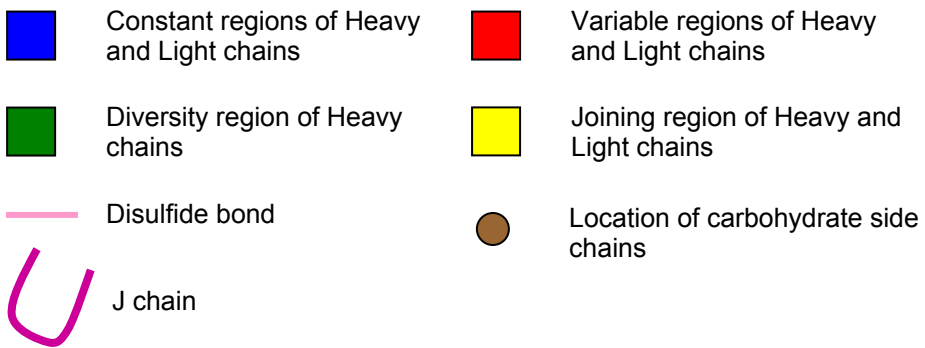 Constant regions of Heavy
and Light chains
Variable regions of Heavy
and Light chains
Diversity region of Heavy
chains
Joining region of Heavy and
Light chains
Disulfide bond
Location of carbohydrate side
chains
J chain